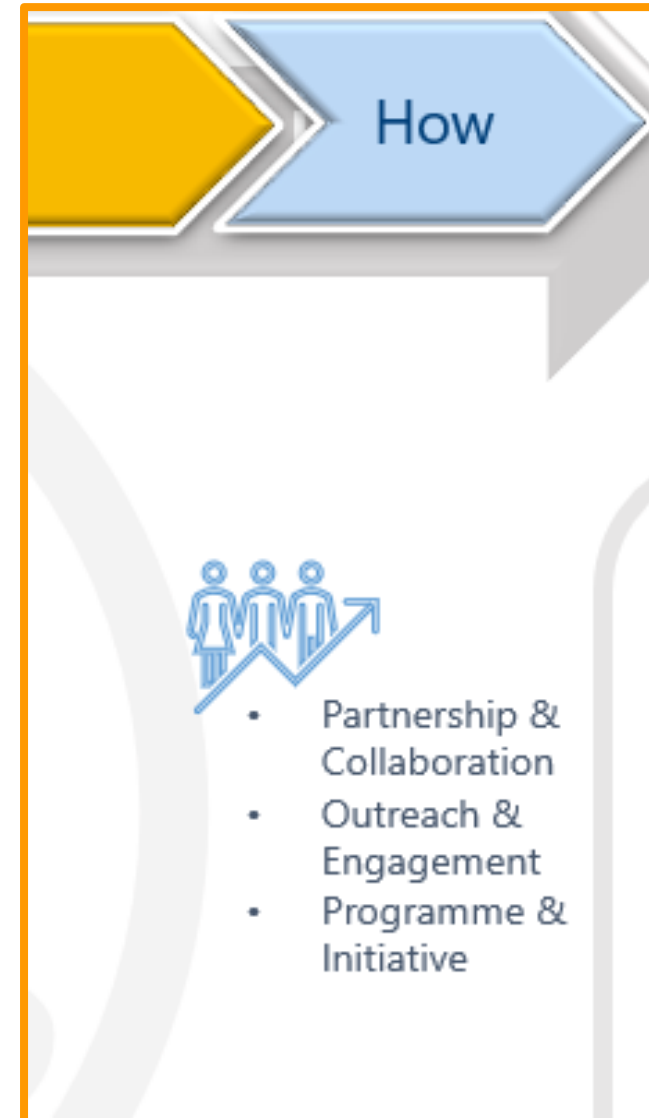 How
• Partnership &
Collaboration
• Outreach &
Engagement
• Programme &
Initiative